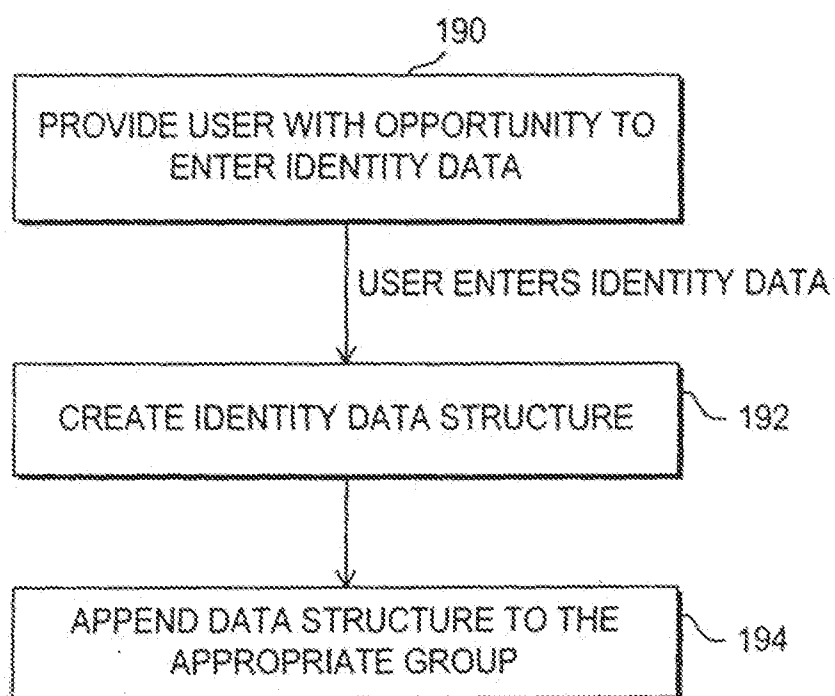 190
PROVIDE USER WITH OPPORTUNITY TO
ENTER IDENTITY DATA
USER ENTERS IDENTITY DATA
CREATE IDENTITY DATA STRUCTURE
192
APPEND DATA STRUCTURE TO THE
APPROPRIATE GROUP
194